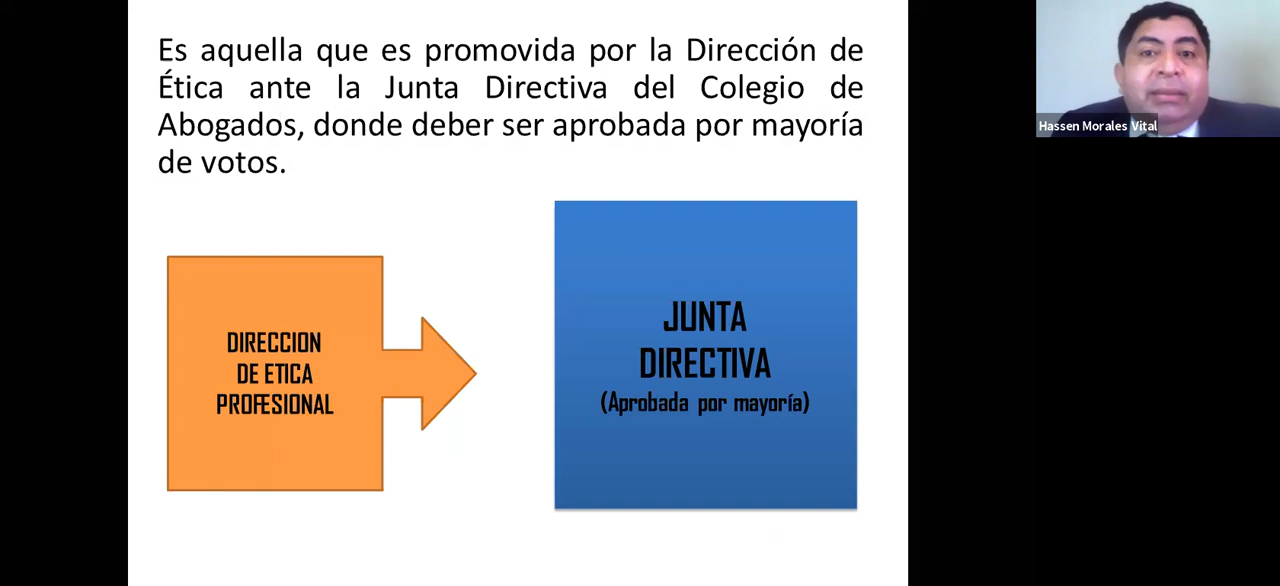 Es aquella que es promovida por la Dirección de
Ética ante la Junta Directiva del Colegio de
Abogados, donde deber ser aprobada por mayoría
de votos.
DIRECCION
DE ETICA
PROFESIONAL
JUNTA
DIRECTIVA
(Aprobada por mayoría)
Hassen Morales Vital